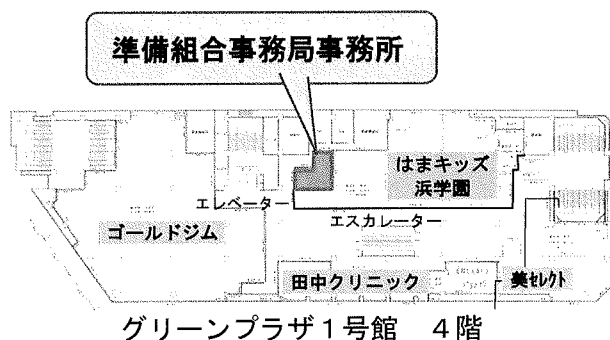 準備組合事務局事務所
はまキッズ
浜学園
エレベーター
エスカレーター
ゴールドジム
田中クリニック
美セレクト
グリーンプラザ1号館　4階